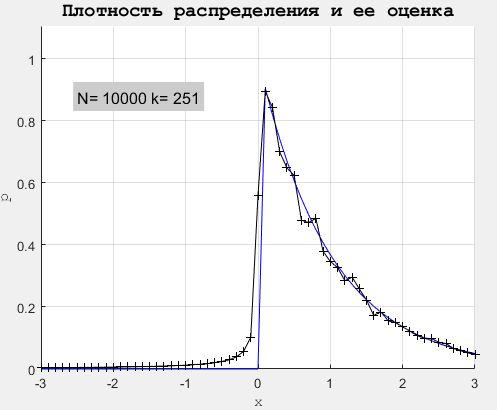 Плотность распределения и ее оценка
N= 10000 k= 251
p
1
0.8
0.6
0.4
0.2
0
-3 -2 -1 0 1 2 3
x